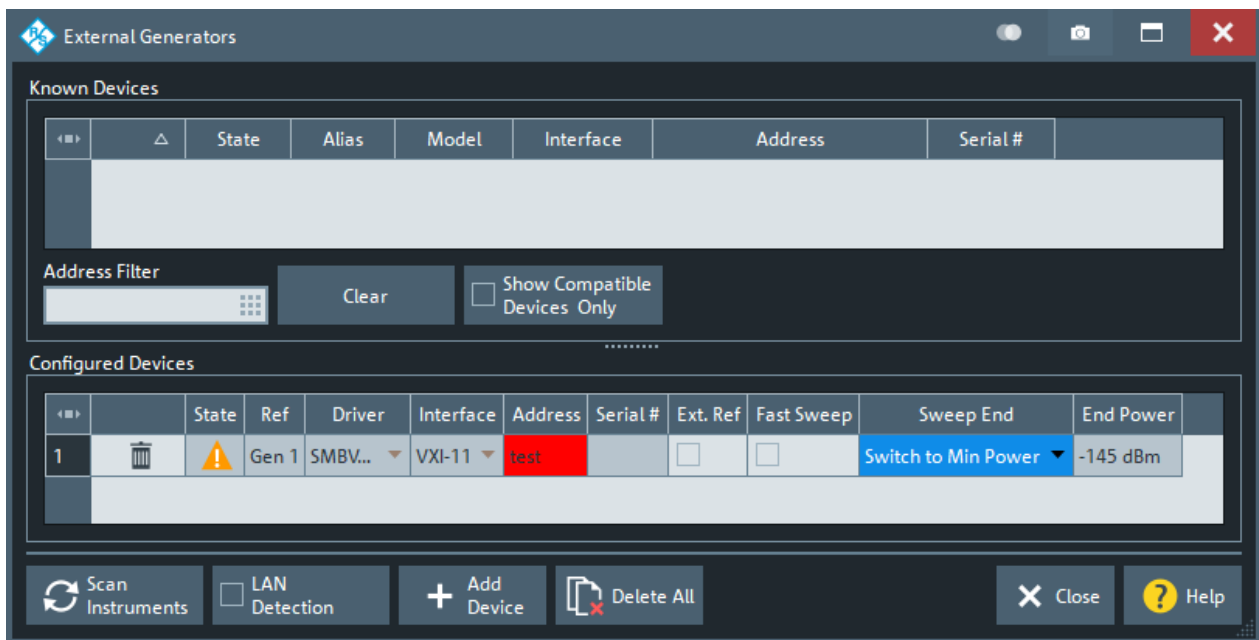 R&S External Generators
Known Devices
State Alias Model Interface Address Serial #
Address Filter
Clear
Show Compatible
Devices Only
Configured Devices
State Ref Driver Interface Address Serial # Ext. Ref Fast Sweep Sweep End End Power
1 Gen 1 SMBV... VXI-11 test Switch to Min Power -145 dBm
Scan
Instruments
LAN
Detection
Add
Device
Delete All
Close
? Help